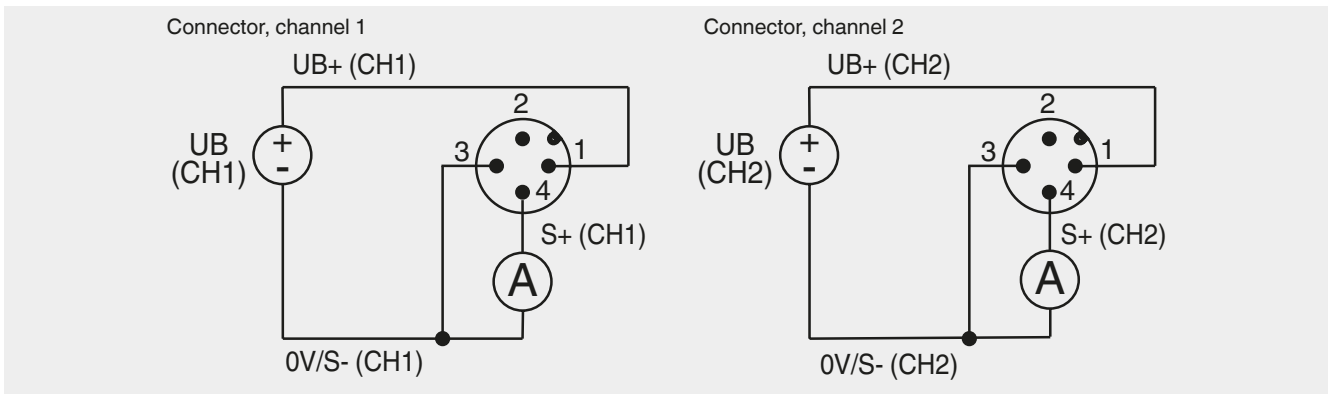 Connector, channel 1
UB+ (CH1)
2
3
1
UB
(CH1)
+
-
4
S+ (CH1)
A
0V/S- (CH1)
Connector, channel 2
UB+ (CH2)
2
3
1
UB
(CH2)
+
-
4
S+ (CH2)
A
0V/S- (CH2)